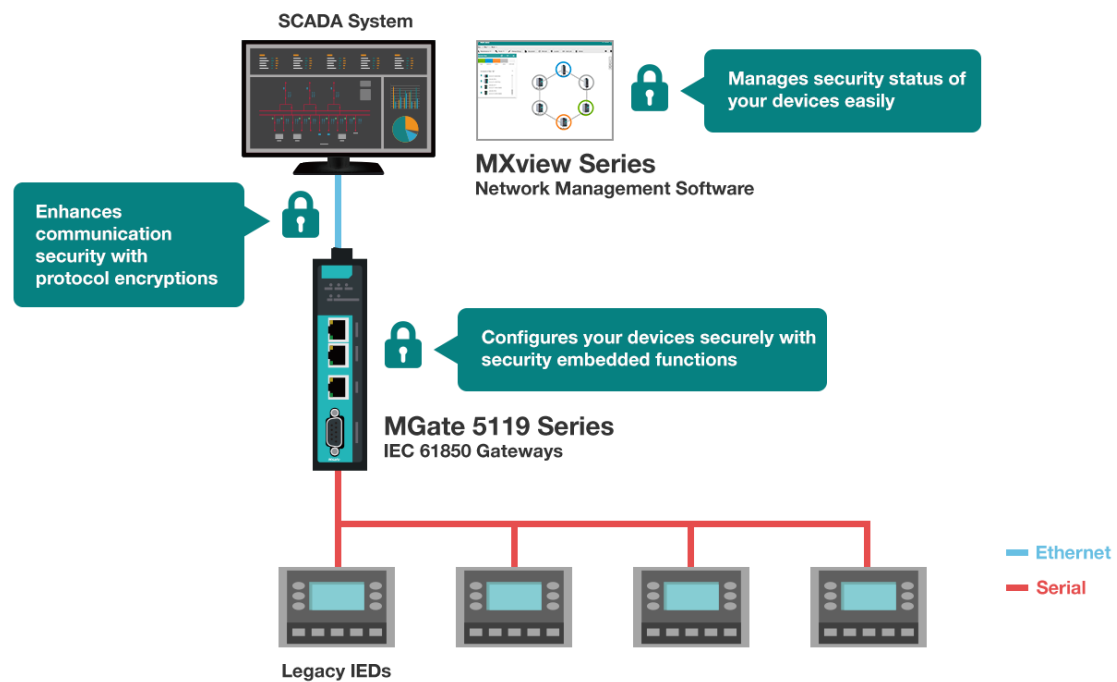 SCADA System
Manages security status of
your devices easily
MXview Series
Network Management Software
Enhances
communication
security with
protocol encryptions
Configures your devices securely with
security embedded functions
MGate 5119 Series
IEC 61850 Gateways
Ethernet
Serial
Legacy IEDs